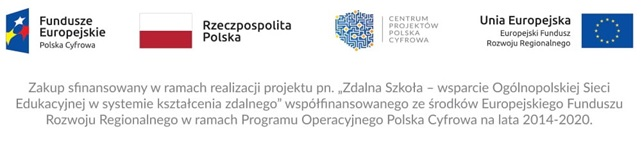 Fundusze
Europejskie
Polska Cyfrowa
Rzeczpospolita
Polska
CENTRUM
PROJEKTÓW
POLSKA
CYFROWA
Unia Europejska
Europejski Fundusz
Rozwoju Regionalnego
Zakup sfinansowany w ramach realizacji projektu pn. „Zdalna Szkoła – wsparcie Ogólnopolskiej Sieci
Edukacyjnej w systemie kształcenia zdalnego” współfinansowanego ze środków Europejskiego Funduszu
Rozwoju Regionalnego w ramach Programu Operacyjnego Polska Cyfrowa na lata 2014-2020.